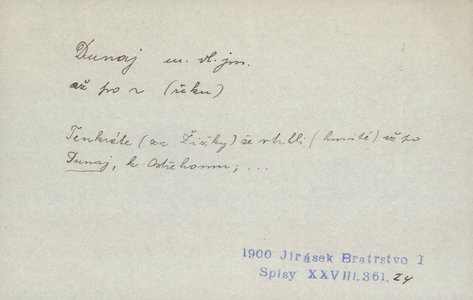 Dunaj m. vl. jm.
až po r (řeku)
Tenkráte (za Žižky) že vtrhli (husité) až po
Dunaj, k Ostřihomu; ...
1900 Jirásek Bratrstvo I
Spisy XXVIII.361. 24